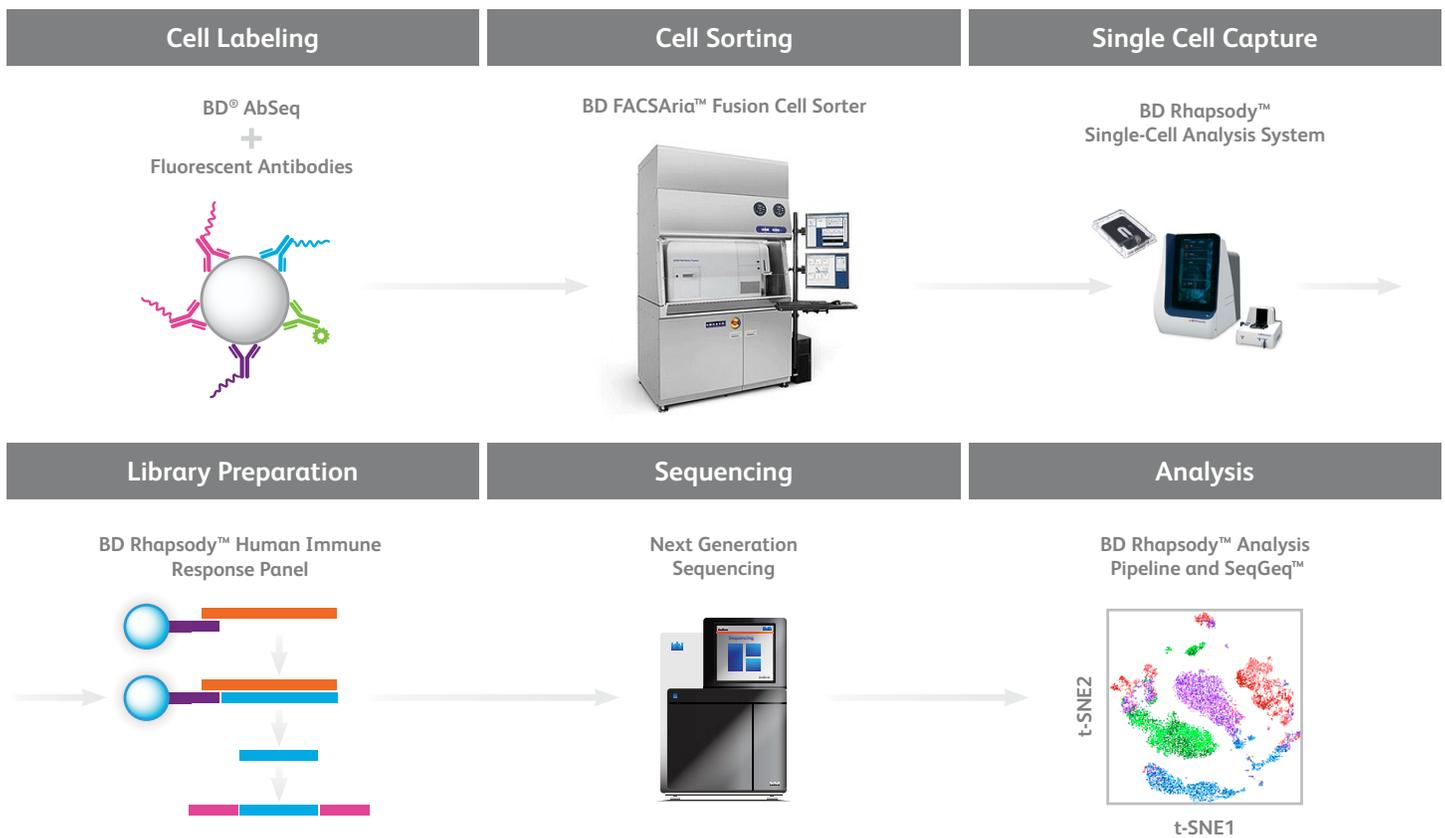 Cell Labeling
Cell Sorting
Single Cell Capture
BD® AbSeq
+
Fluorescent Antibodies
BD FACSAria™ Fusion Cell Sorter
BD Rhapsody™
Single-Cell Analysis System
Library Preparation
Sequencing
Analysis
BD Rhapsody™ Human Immune
Response Panel
Next Generation
Sequencing
Sequencing
BD Rhapsody™ Analysis
Pipeline and SeqGeq™
t-SNE2
t-SNE1